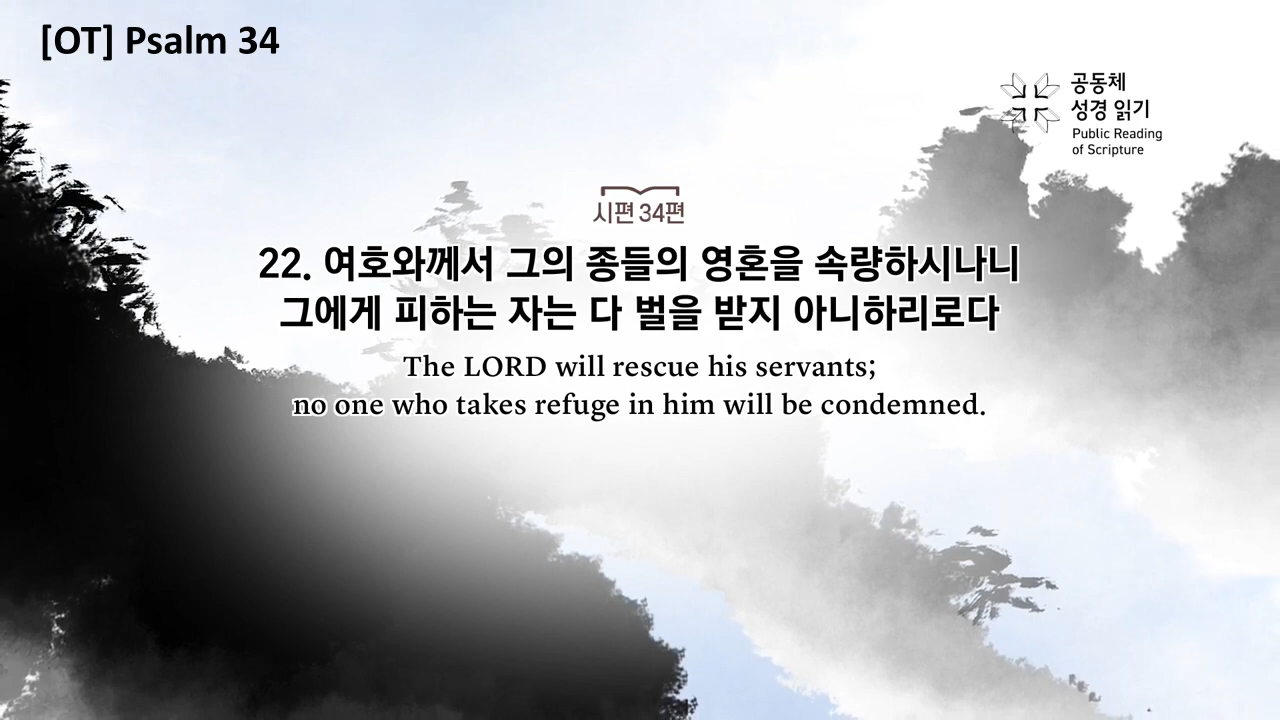 [OT] Psalm 34
공동체
성경 읽기
Public Reading
of Scripture
시편 34편
22. 여호와께서 그의 종들의 영혼을 속량하시나니
그에게 피하는 자는 다 벌을 받지 아니하리로다
The LORD will rescue his servants;
no one who takes refuge in him will be condemned.